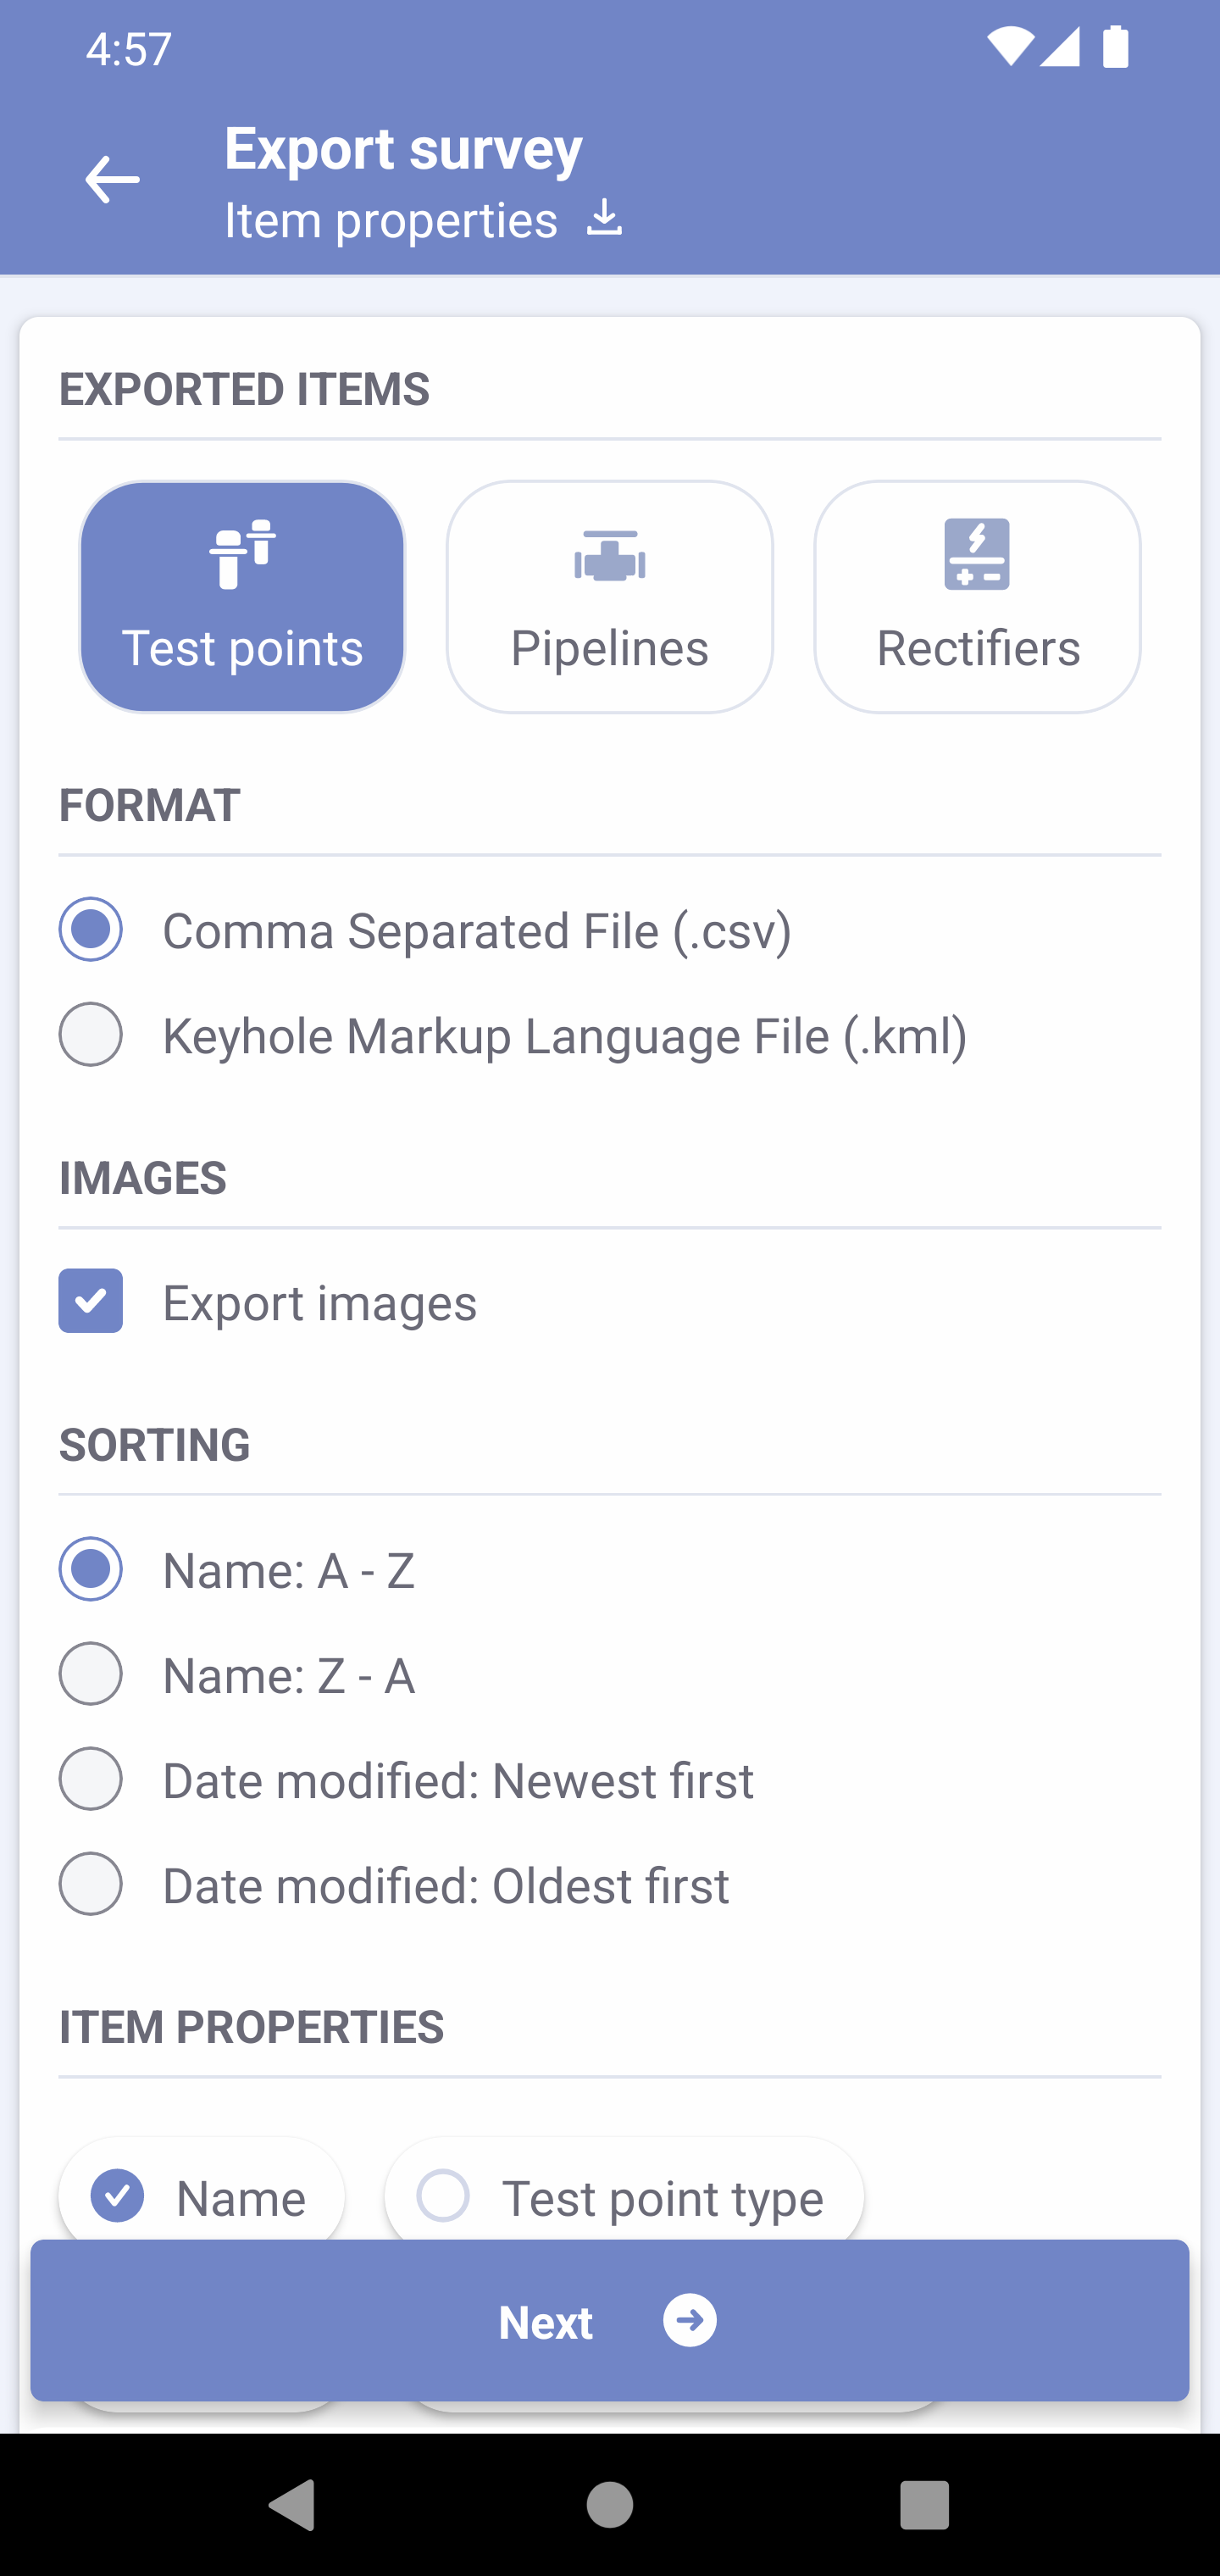 4:57
Export survey
Item properties
EXPORTED ITEMS
Test points
Pipelines
Rectifiers
FORMAT
Comma Separated File (.csv)
Keyhole Markup Language File (.kml)
IMAGES
Export images
SORTING
Name: A - Z
Name: Z - A
Date modified: Newest first
Date modified: Oldest first
ITEM PROPERTIES
Name
Test point type
Next